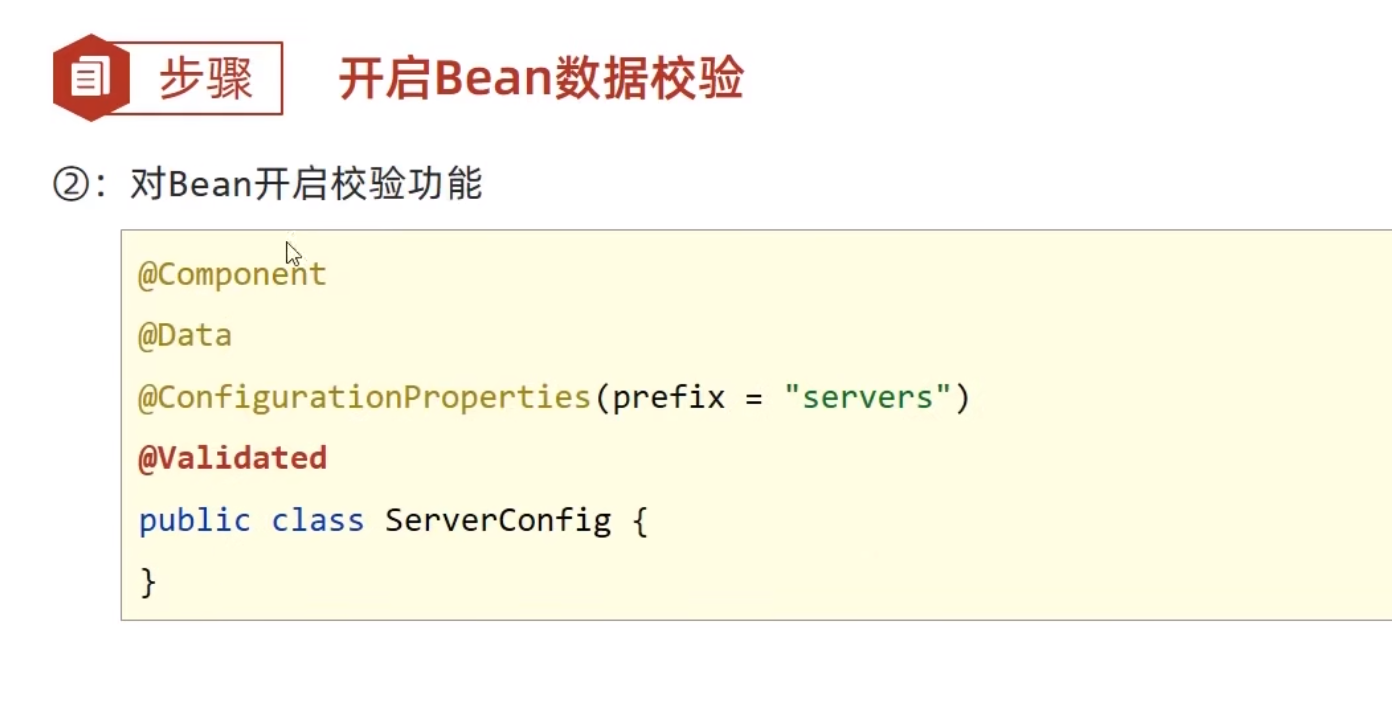 步骤 开启Bean数据校验
②：对Bean开启校验功能
@Component
@Data
@ConfigurationProperties(prefix = "servers")
@Validated
public class ServerConfig {
}